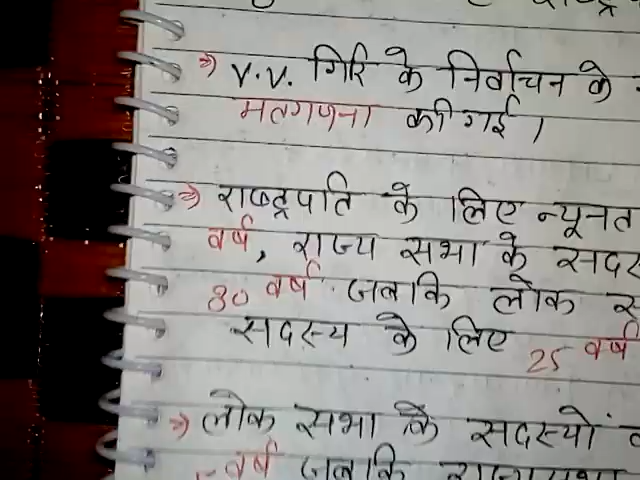 ⇒ V.V. गिरि के निर्वाचन के
मतगणना की गई।
⇒ राष्ट्रपति के लिए न्यूनत
वर्ष, राज्य सभा के सदस
30 वर्ष जबकि लोक स
सदस्य के लिए 25 वर्ष
⇒ लोक सभा के सदस्यों
वर्ष जबकि